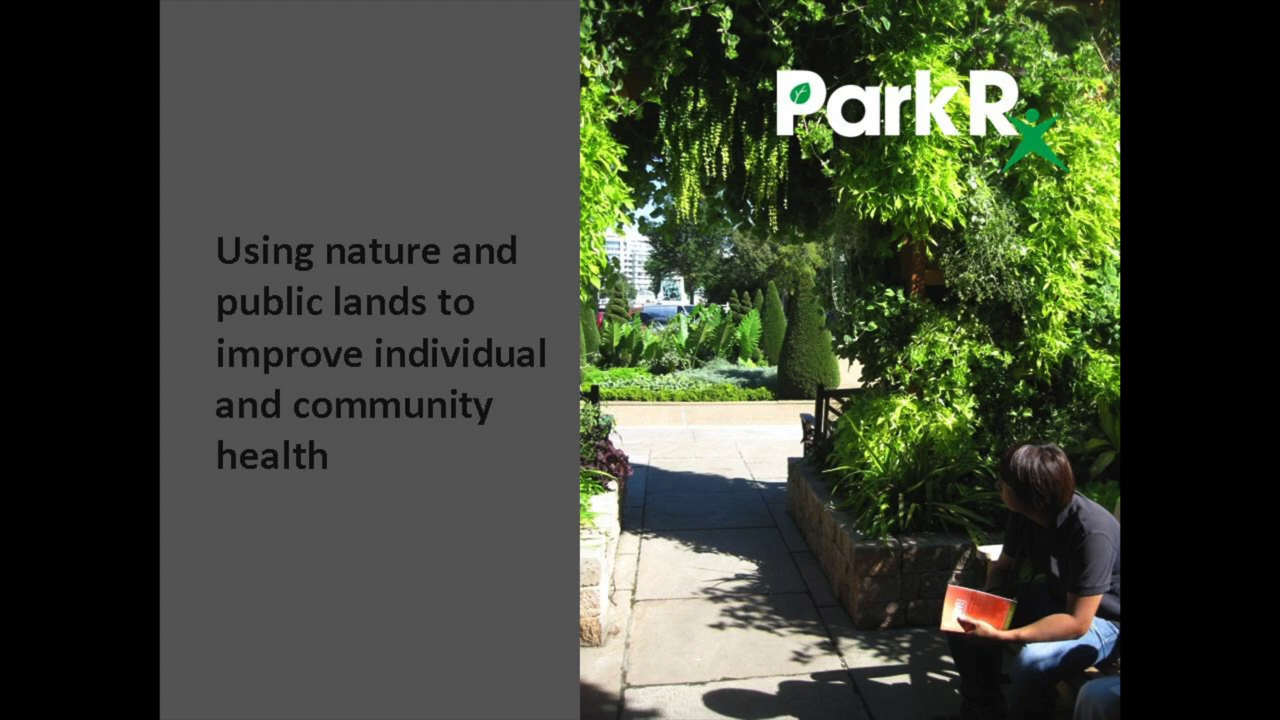 Using nature and
public lands to
improve individual
and community
health
ParkRx